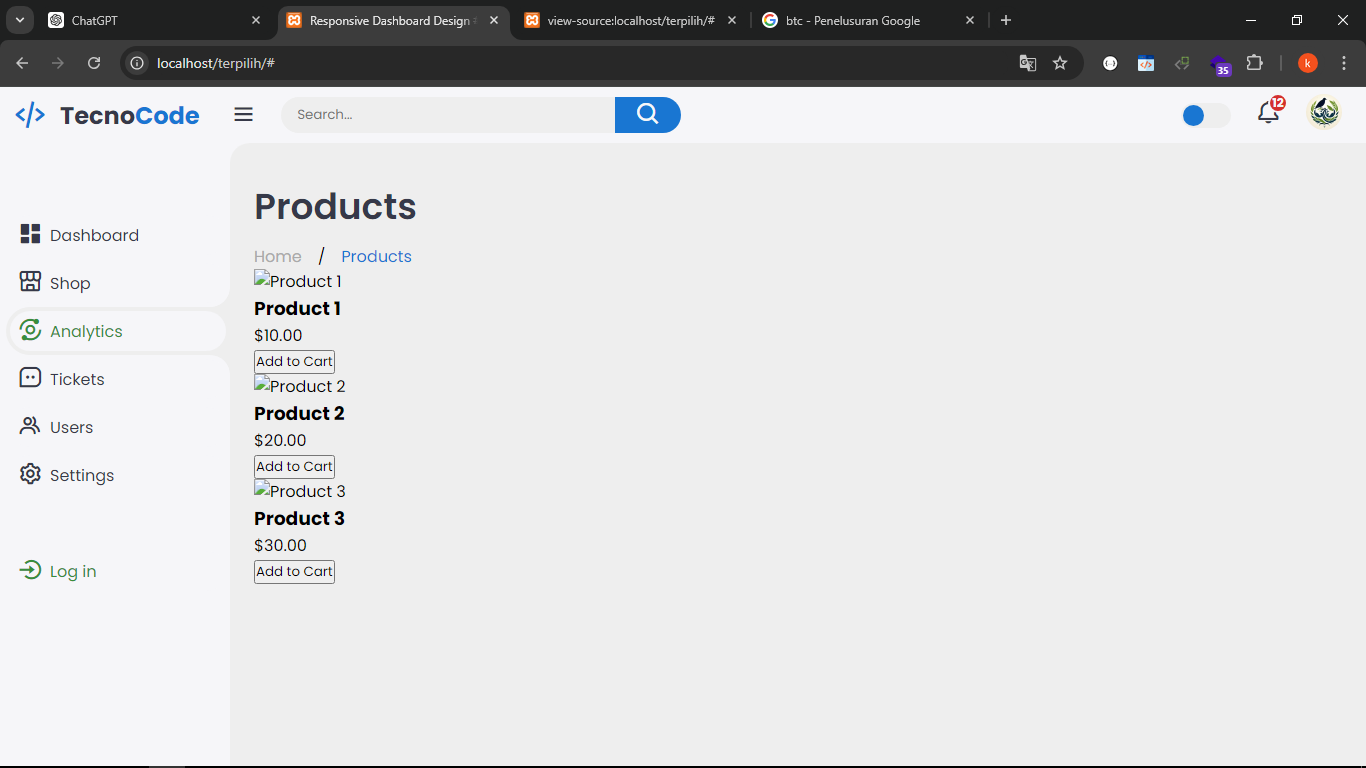 ChatGPT
Responsive Dashboard Design
view-source:localhost/terpilih/#
btc - Penelusuran Google
localhost/terpilih/#
35
k
</> TecnoCode
Search...
12
Products
Home / Products
Dashboard
Shop
Analytics
Tickets
Users
Settings
Log in
Product 1
Product 1
$10.00
Add to Cart
Product 2
Product 2
$20.00
Add to Cart
Product 3
Product 3
$30.00
Add to Cart